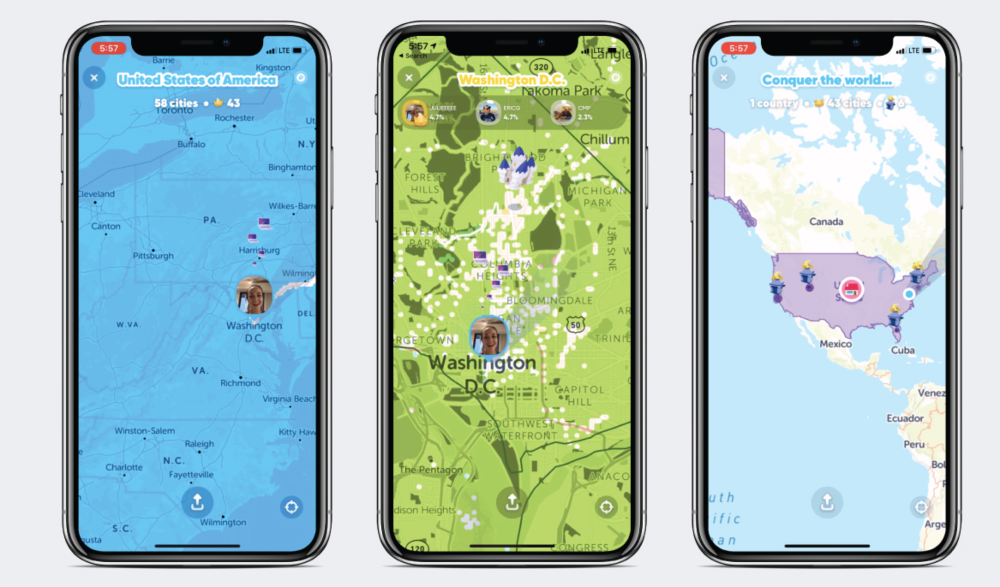 5:57
LTE
Barrie
Kingston
United States of America
58 cities • 43
Toronto
Rochester
Ut
Buffalo
N.Y
Binghamton
Cleveland
Wilkes-Barre
PA.
Canton
Harrisburg
Pittsburgh
Wilmingt
DEL.
W.VA.
Washington
D.C.
VA.
Richmond
Virginia Beach
Winston-Salem
Kitty Haw
Raleigh
N.C.
Charlotte
Fayetteville
Wilmington
S.C.
gusta
5:57
LTE
Search
Langle
320
Washington D.C.
Takoma Park
JULIEEEEE
4.7%
ERICG
4.7%
CMP
2.3%
Chillum
FOREST
HILLS
MICHIGAN
PARK
CLEVELAND
PARK
13th St NE
COLUMBIA
HEIGHTS
BLOOMINGDALE
AR
50
RGETOWN
TRINID
Washington
D.C.
CAPITOL
HILL
SOUTHWEST
WATERFRONT
The Pentagon
ANACO
dison Heights
120
CONGRESS
5:57
LTE
Conquer the world...
1 country • 43 cities • 6
Canada
Mexico
Cuba
Venez
Ecuador
Peru
Bol
uth
ific
Arge
an